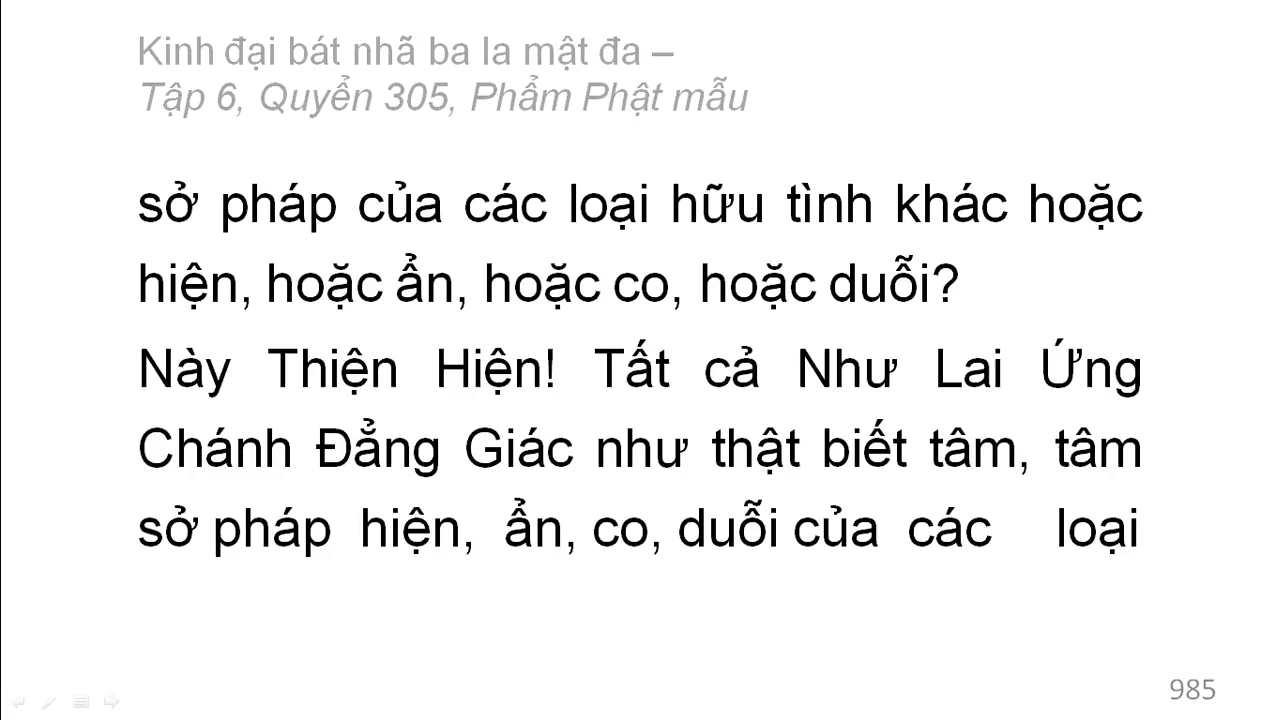 Kinh đại bát nhã ba la mật đa –
Tập 6, Quyển 305, Phẩm Phật mẫu
sở pháp của các loại hữu tình khác hoặc
hiện, hoặc ẩn, hoặc co, hoặc duỗi?
Này Thiện Hiện! Tất cả Như Lai Ứng
Chánh Đẳng Giác như thật biết tâm, tâm
sở pháp hiện, ẩn, co, duỗi của các loại
985